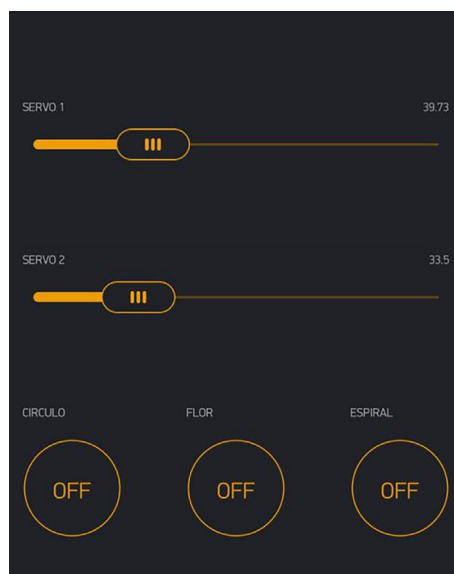 SERVO 1 39.73
SERVO 2 33.5
CIRCULO FLOR ESPIRAL
OFF OFF OFF